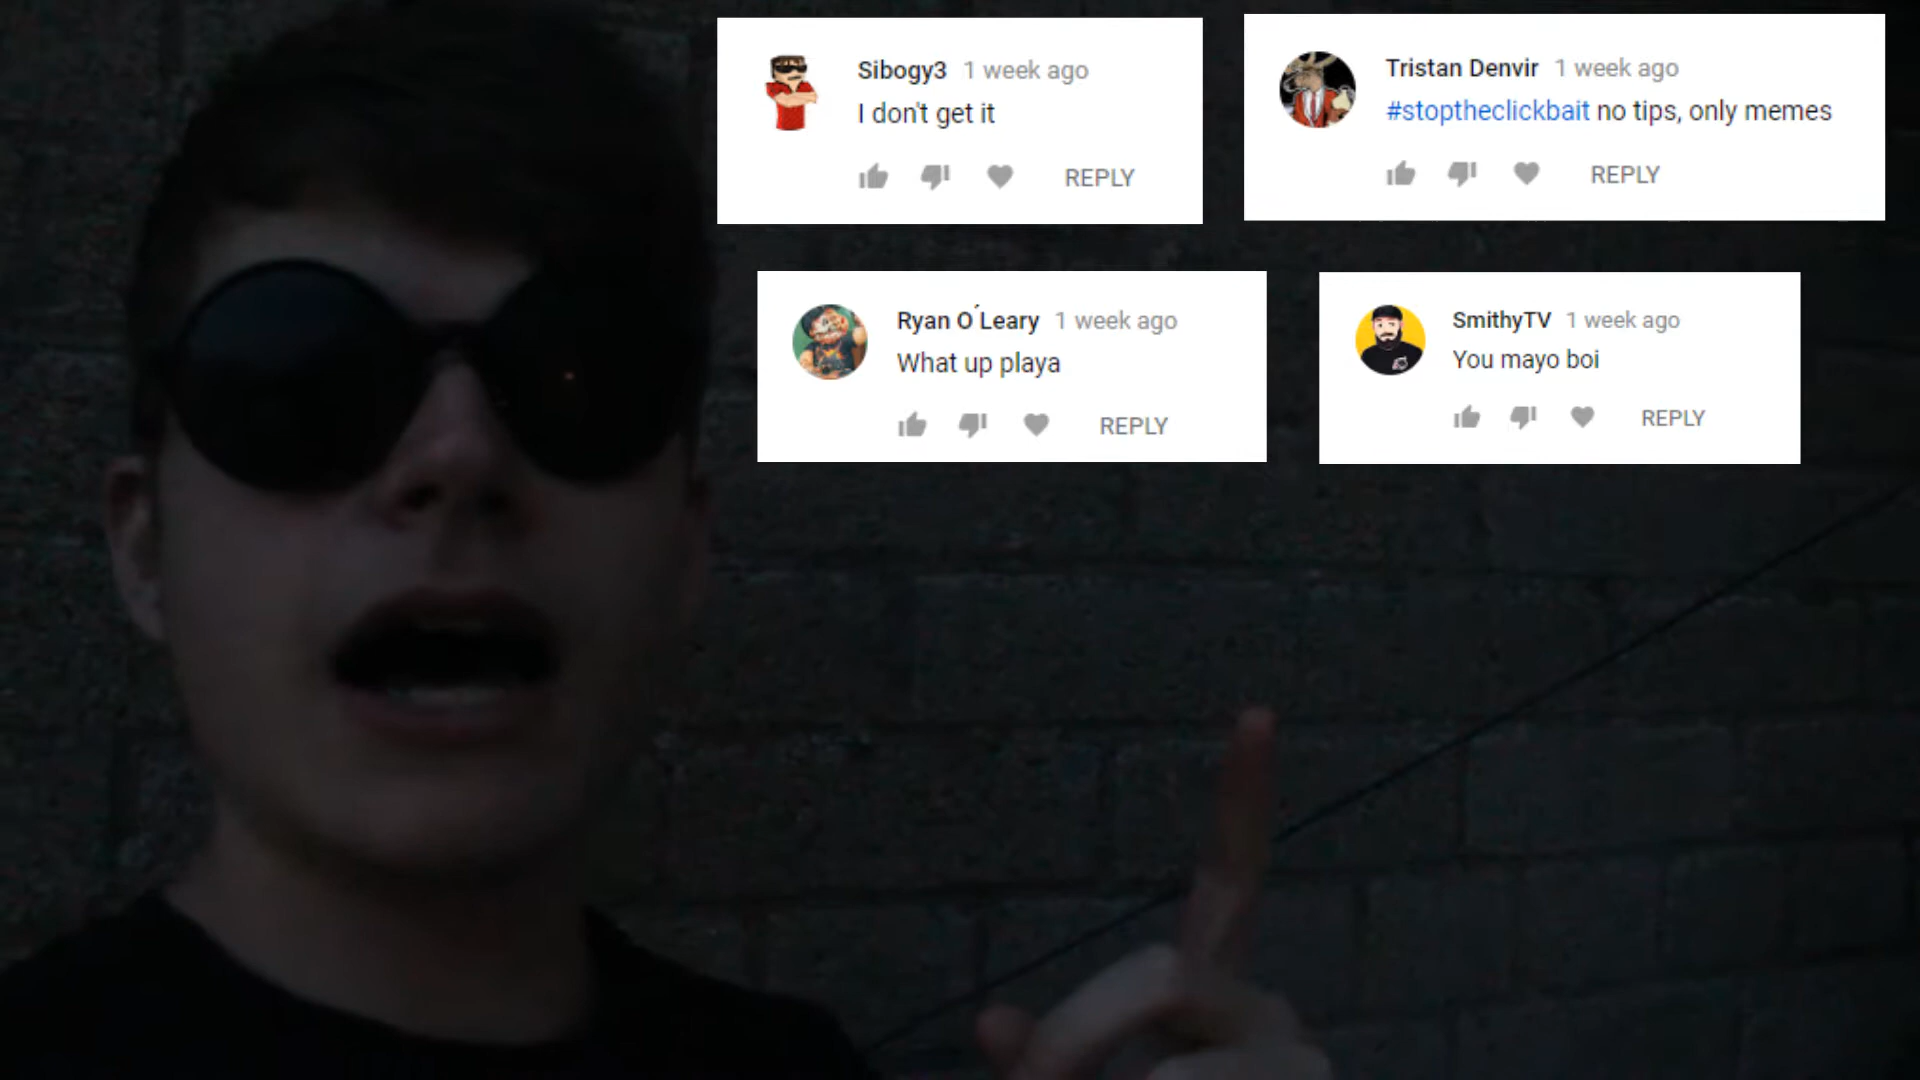 Sibogy3 1 week ago
I don't get it
REPLY
Tristan Denvir 1 week ago
#stoptheclickbait no tips, only memes
REPLY
Ryan O´Leary 1 week ago
What up playa
REPLY
SmithyTV 1 week ago
You mayo boi
REPLY